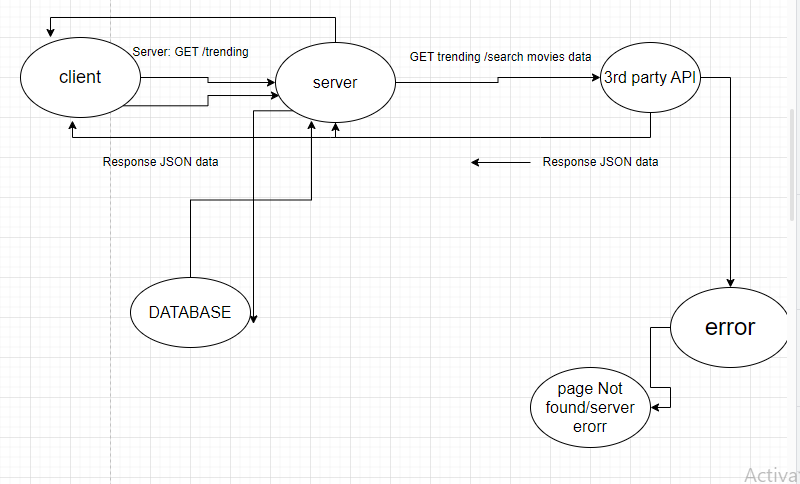 Server: GET /trending
GET trending /search movies data
client
server
3rd party API
Response JSON data
Response JSON data
DATABASE
error
page Not
found/server
erorr
Activa